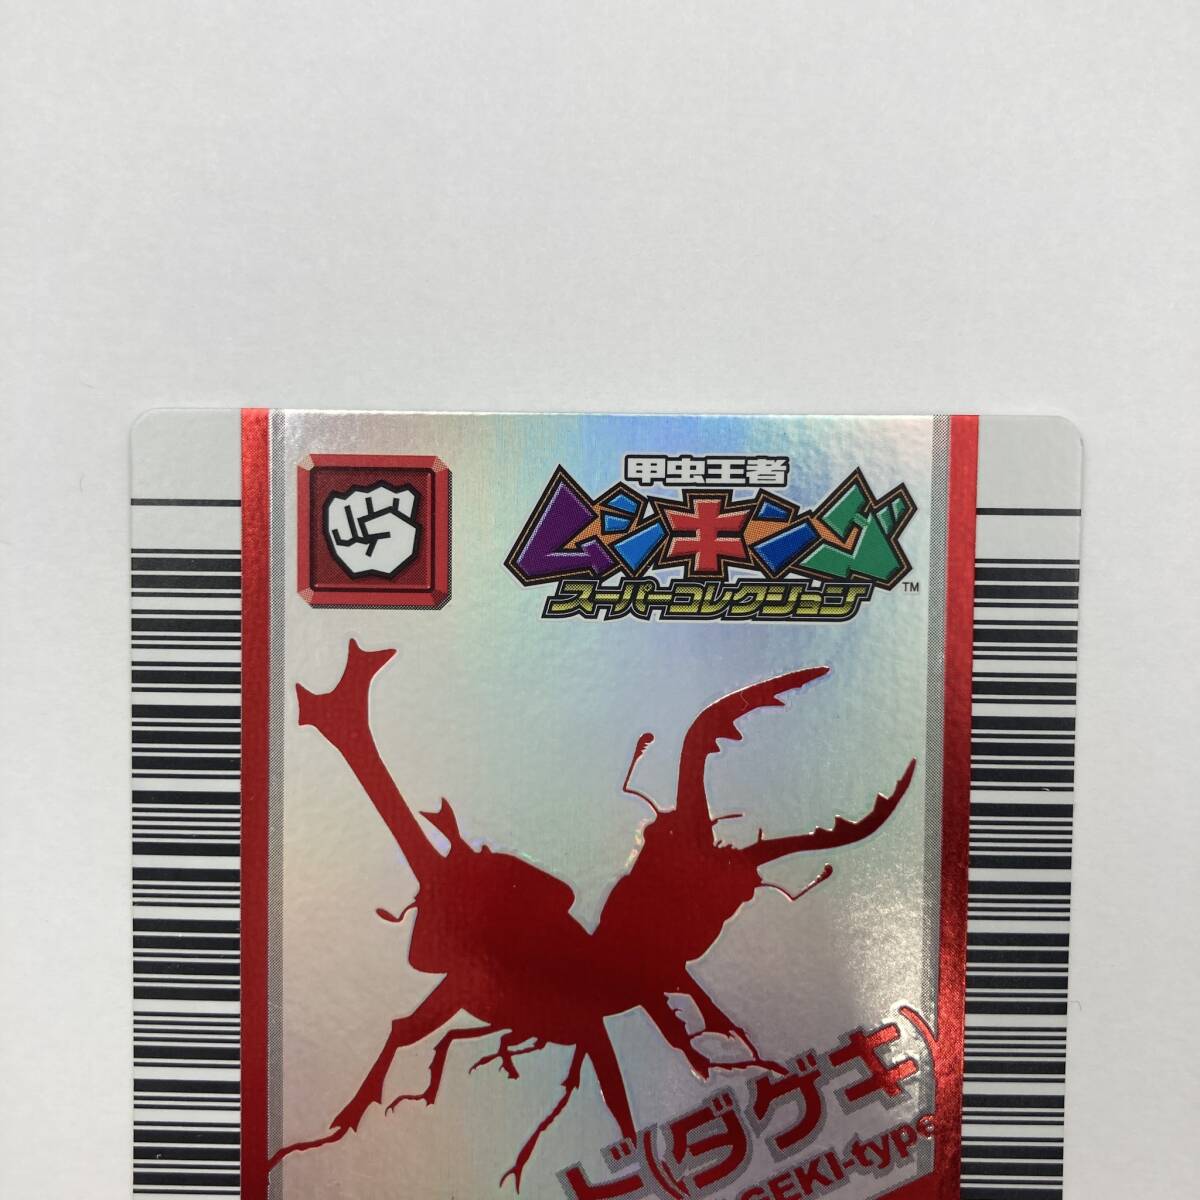 甲虫王者
ムシキング
TM
スーパーコレクション
ド(ダゲキ)
GEKI-type